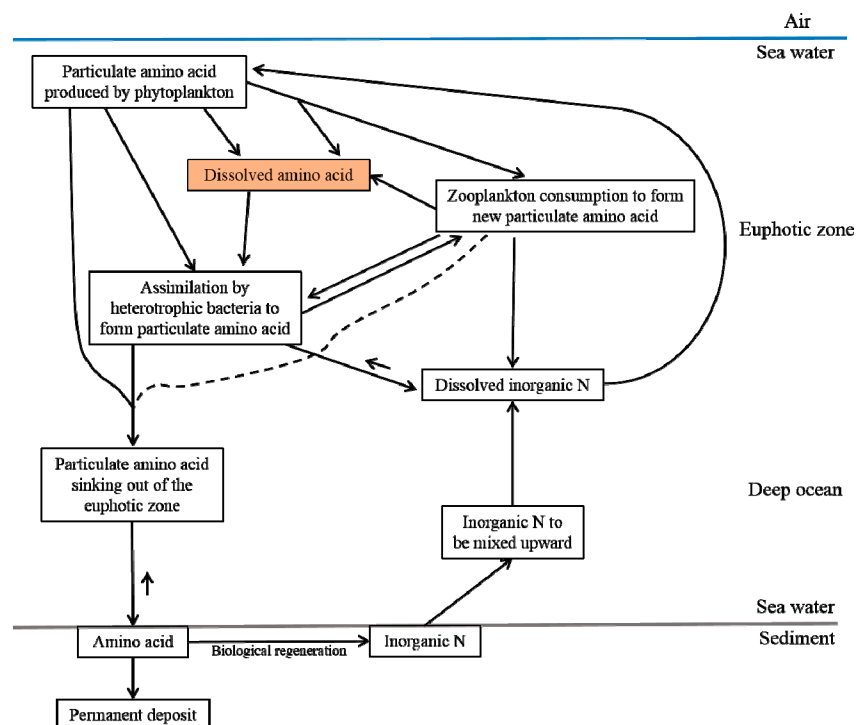 Air
Sea water
Particulate amino acid
produced by phytoplankton
Dissolved amino acid
Zooplankton consumption to form
new particulate amino acid
Euphotic zone
Assimilation by
heterotrophic bacteria to
form particulate amino acid
Dissolved inorganic N
Particulate amino acid
sinking out of the
euphotic zone
Deep ocean
Inorganic N to
be mixed upward
Sea water
Amino acid
Biological regeneration
Inorganic N
Sediment
Permanent deposit